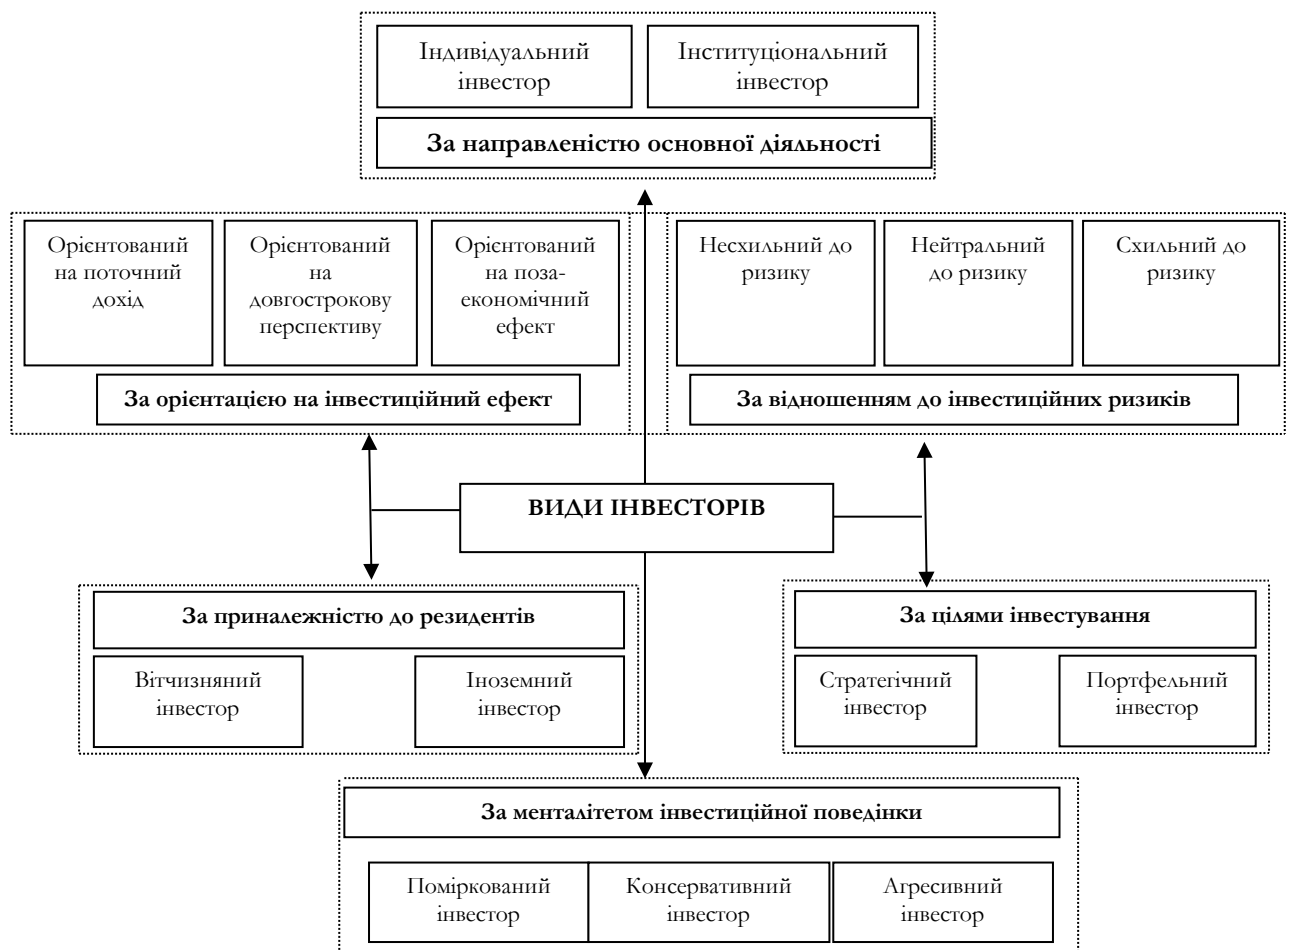 Індивідуальний
інвестор
Інституціональний
інвестор
За направленістю основної діяльності
Орієнтований
на поточний
дохід
Орієнтований
на
довгострокову
перспективу
Орієнтований
на поза-
економічний
ефект
За орієнтацією на інвестиційний ефект
Несхильний до
ризику
Нейтральний
до ризику
Схильний до
ризику
За відношенням до інвестиційних ризиків
ВИДИ ІНВЕСТОРІВ
За приналежністю до резидентів
Вітчизняний
інвестор
Іноземний
інвестор
За цілями інвестування
Стратегічний
інвестор
Портфельний
інвестор
За менталітетом інвестиційної поведінки
Поміркований
інвестор
Консервативний
інвестор
Агресивний
інвестор